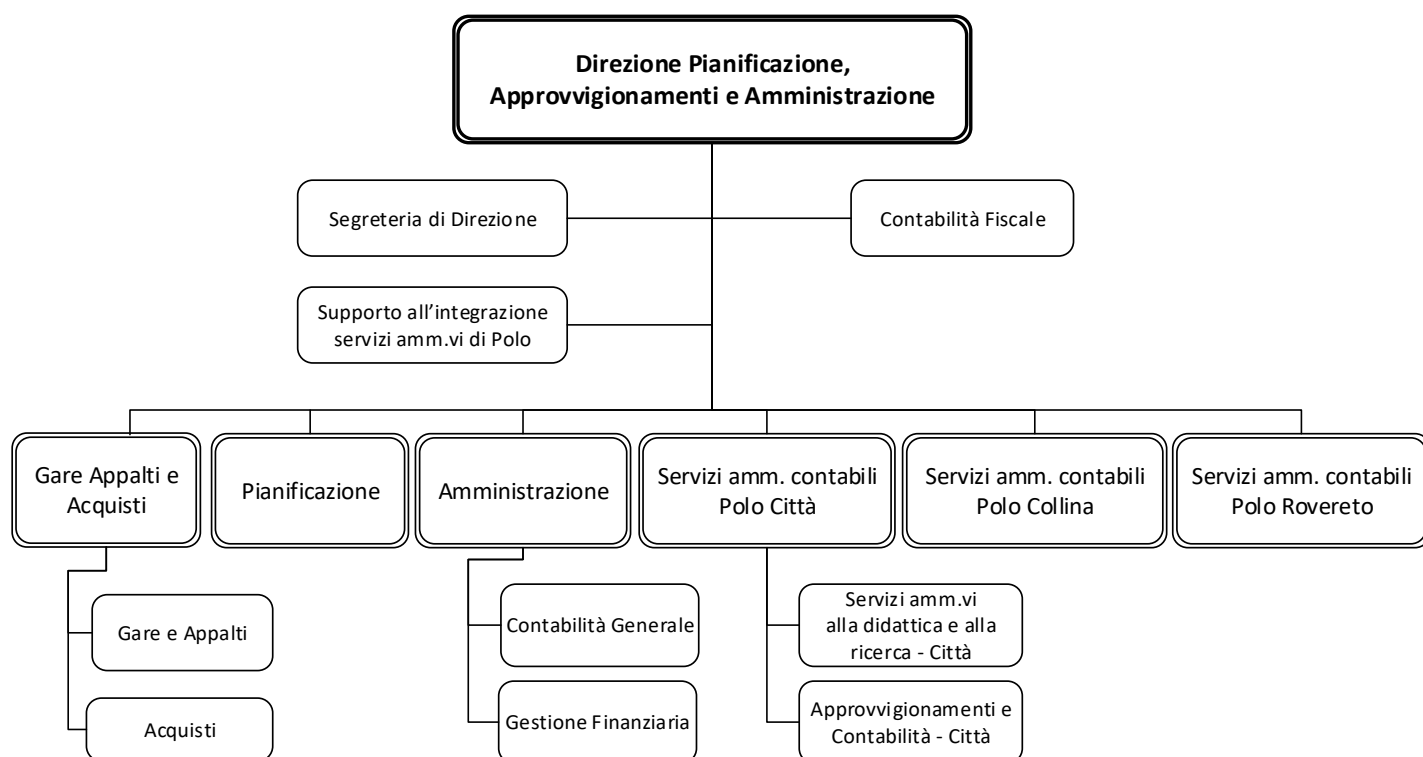 Direzione Pianificazione,
Approvvigionamenti e Amministrazione
Segreteria di Direzione
Contabilità Fiscale
Supporto all’integrazione
servizi amm.vi di Polo
Gare Appalti e
Acquisti
Pianificazione
Amministrazione
Servizi amm. contabili
Polo Città
Servizi amm. contabili
Polo Collina
Servizi amm. contabili
Polo Rovereto
Gare e Appalti
Acquisti
Contabilità Generale
Gestione Finanziaria
Servizi amm.vi
alla didattica e alla
ricerca - Città
Approvvigionamenti e
Contabilità - Città